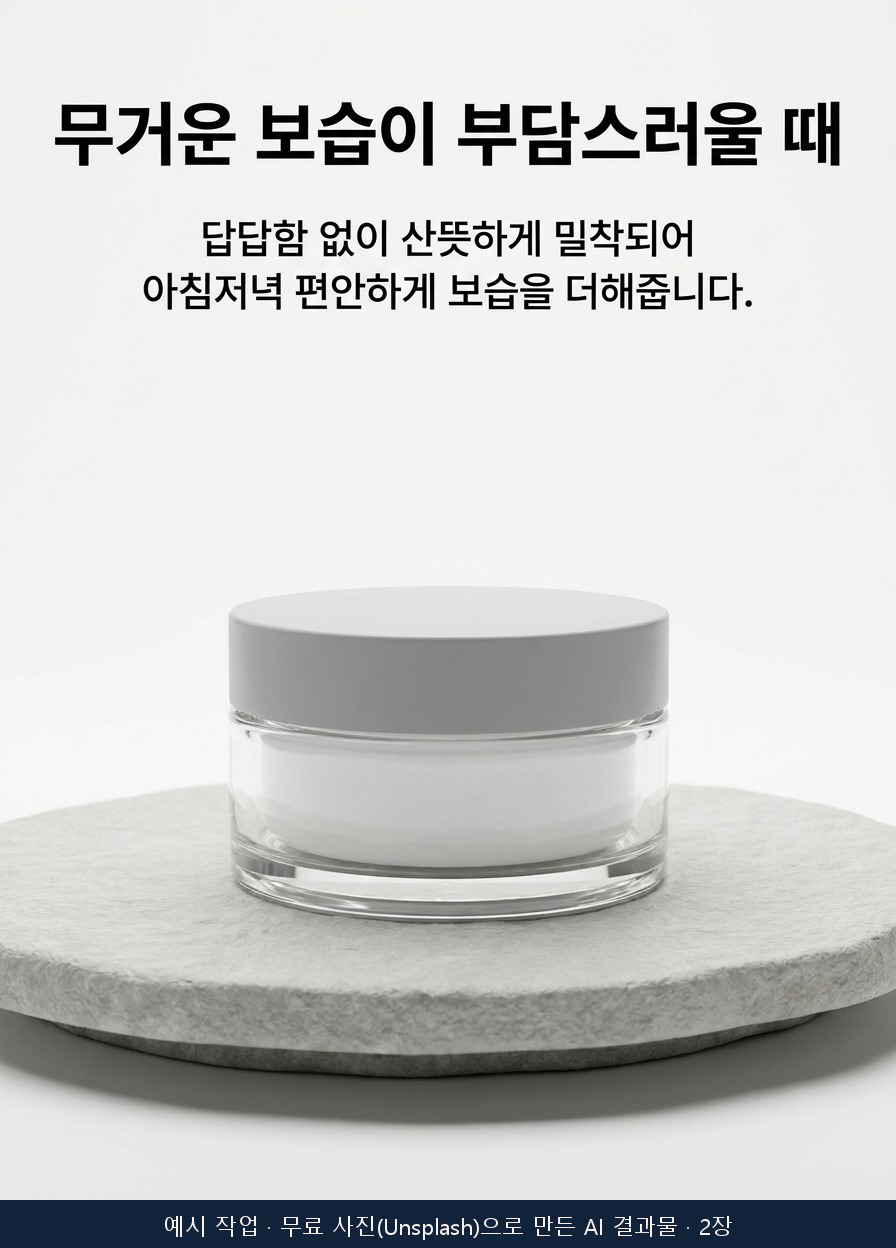 무거운 보습이 부담스러울 때
답답함 없이 산뜻하게 밀착되어
아침저녁 편안하게 보습을 더해줍니다.
예시 작업 · 무료 사진(Unsplash)으로 만든 AI 결과물 · 2장